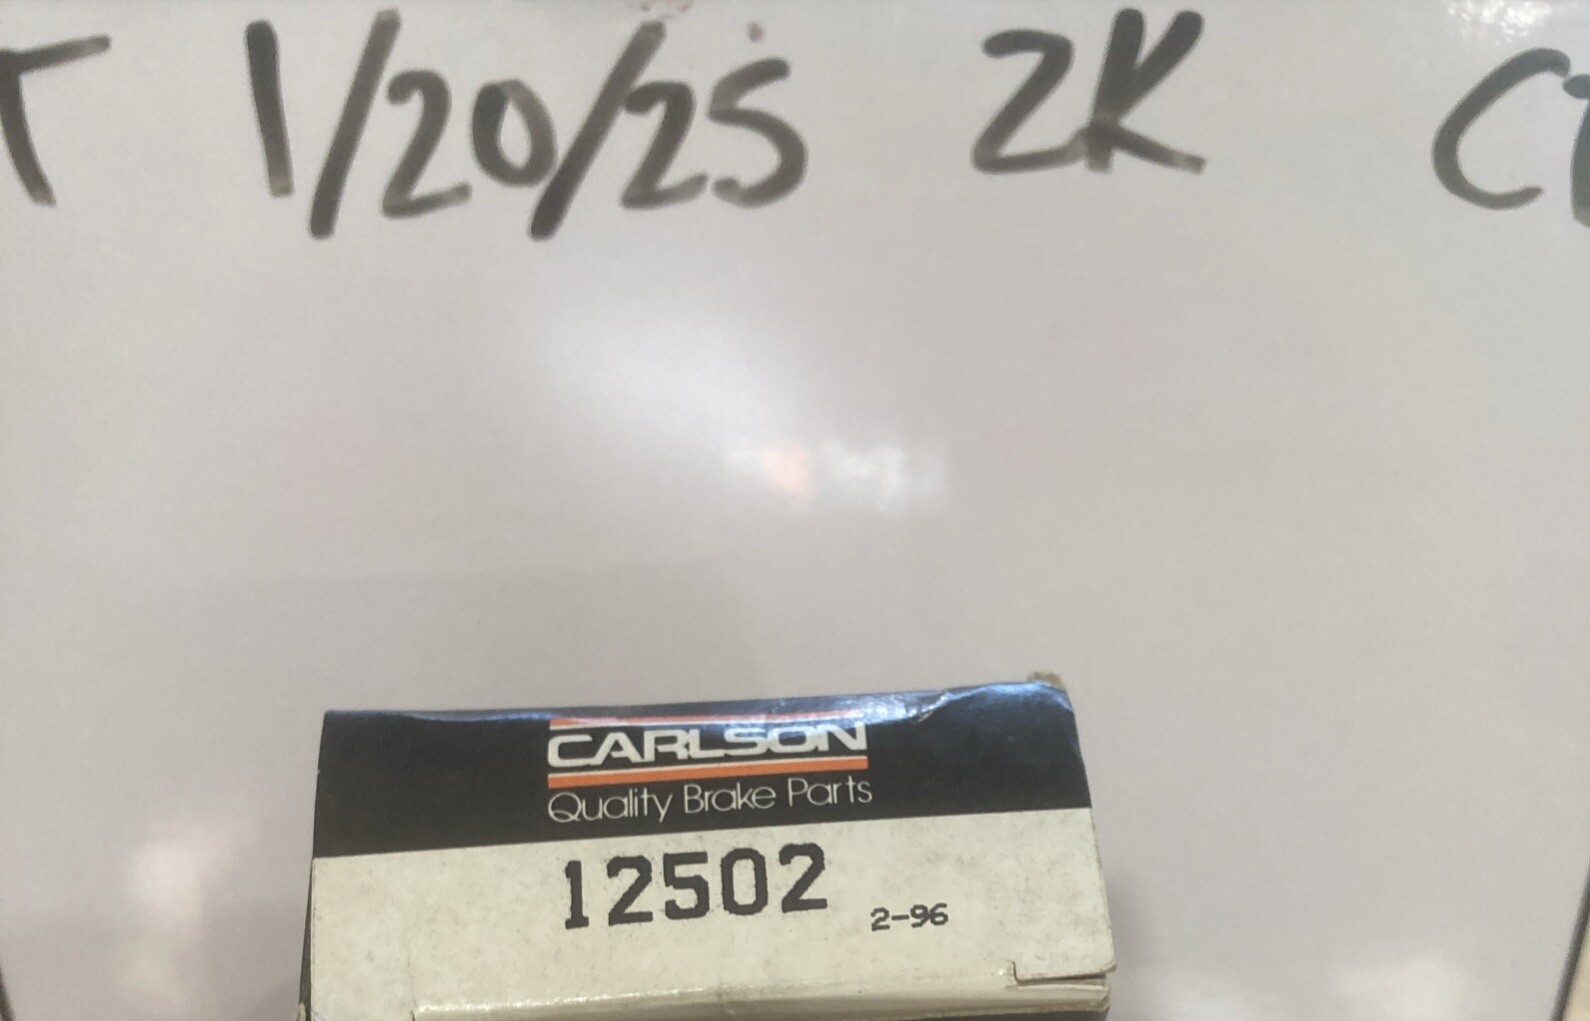 T 1/20/25 2K C
CARLSON
Quality Brake Parts
12502
2-96